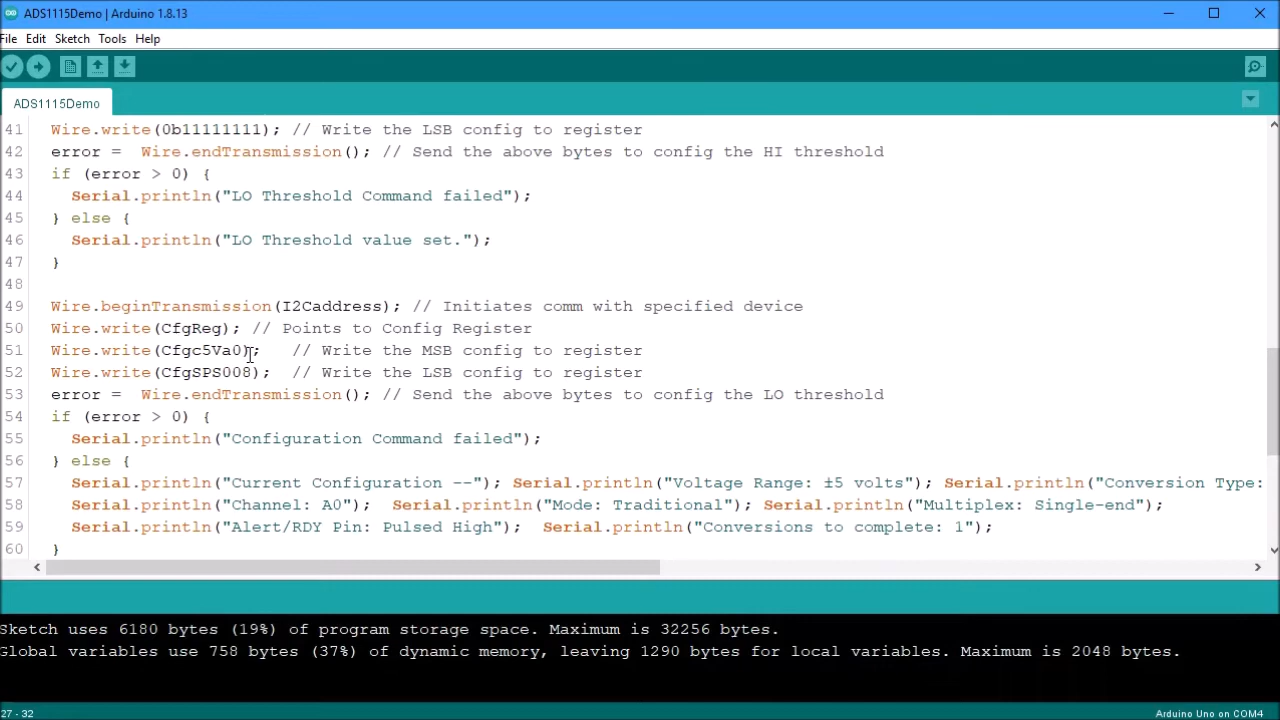 ADS1115Demo | Arduino 1.8.13
File Edit Sketch Tools Help
ADS1115Demo
41 Wire.write(0b11111111); // Write the LSB config to register
42 error =  Wire.endTransmission(); // Send the above bytes to config the HI threshold
43 if (error > 0) {
44 Serial.println("LO Threshold Command failed");
45 } else {
46 Serial.println("LO Threshold value set.");
47 }
48
49 Wire.beginTransmission(I2Caddress); // Initiates comm with specified device
50 Wire.write(CfgReg); // Points to Config Register
51 Wire.write(Cfgc5Va0);   // Write the MSB config to register
52 Wire.write(CfgSPS008);  // Write the LSB config to register
53 error =  Wire.endTransmission(); // Send the above bytes to config the LO threshold
54 if (error > 0) {
55 Serial.println("Configuration Command failed");
56 } else {
57 Serial.println("Current Configuration --"); Serial.println("Voltage Range: ±5 volts"); Serial.println("Conversion Type:
58 Serial.println("Channel: A0");  Serial.println("Mode: Traditional"); Serial.println("Multiplex: Single-end");
59 Serial.println("Alert/RDY Pin: Pulsed High");  Serial.println("Conversions to complete: 1");
60 }
Sketch uses 6180 bytes (19%) of program storage space. Maximum is 32256 bytes.
Global variables use 758 bytes (37%) of dynamic memory, leaving 1290 bytes for local variables. Maximum is 2048 bytes.
27 - 32 Arduino Uno on COM4